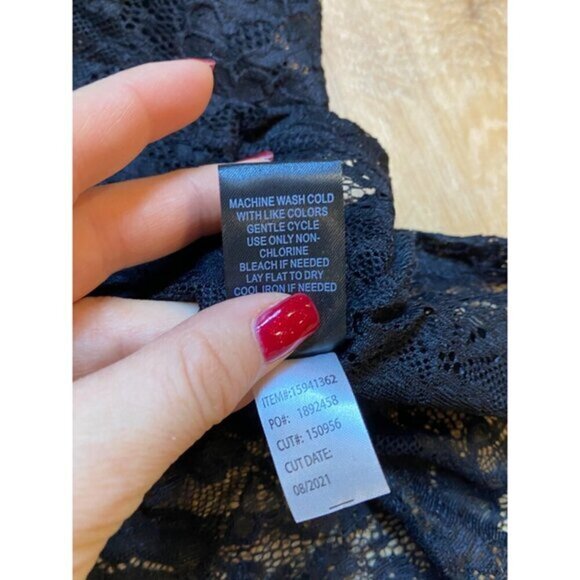 MACHINE WASH COLD
WITH LIKE COLORS
GENTLE CYCLE
USE ONLY NON-
CHLORINE
BLEACH IF NEEDED
LAY FLAT TO DRY
COOL IRON IF NEEDED
ITEM#:15941362
PO#: 1892458
CUT#: 150956
CUT DATE:
08/2021